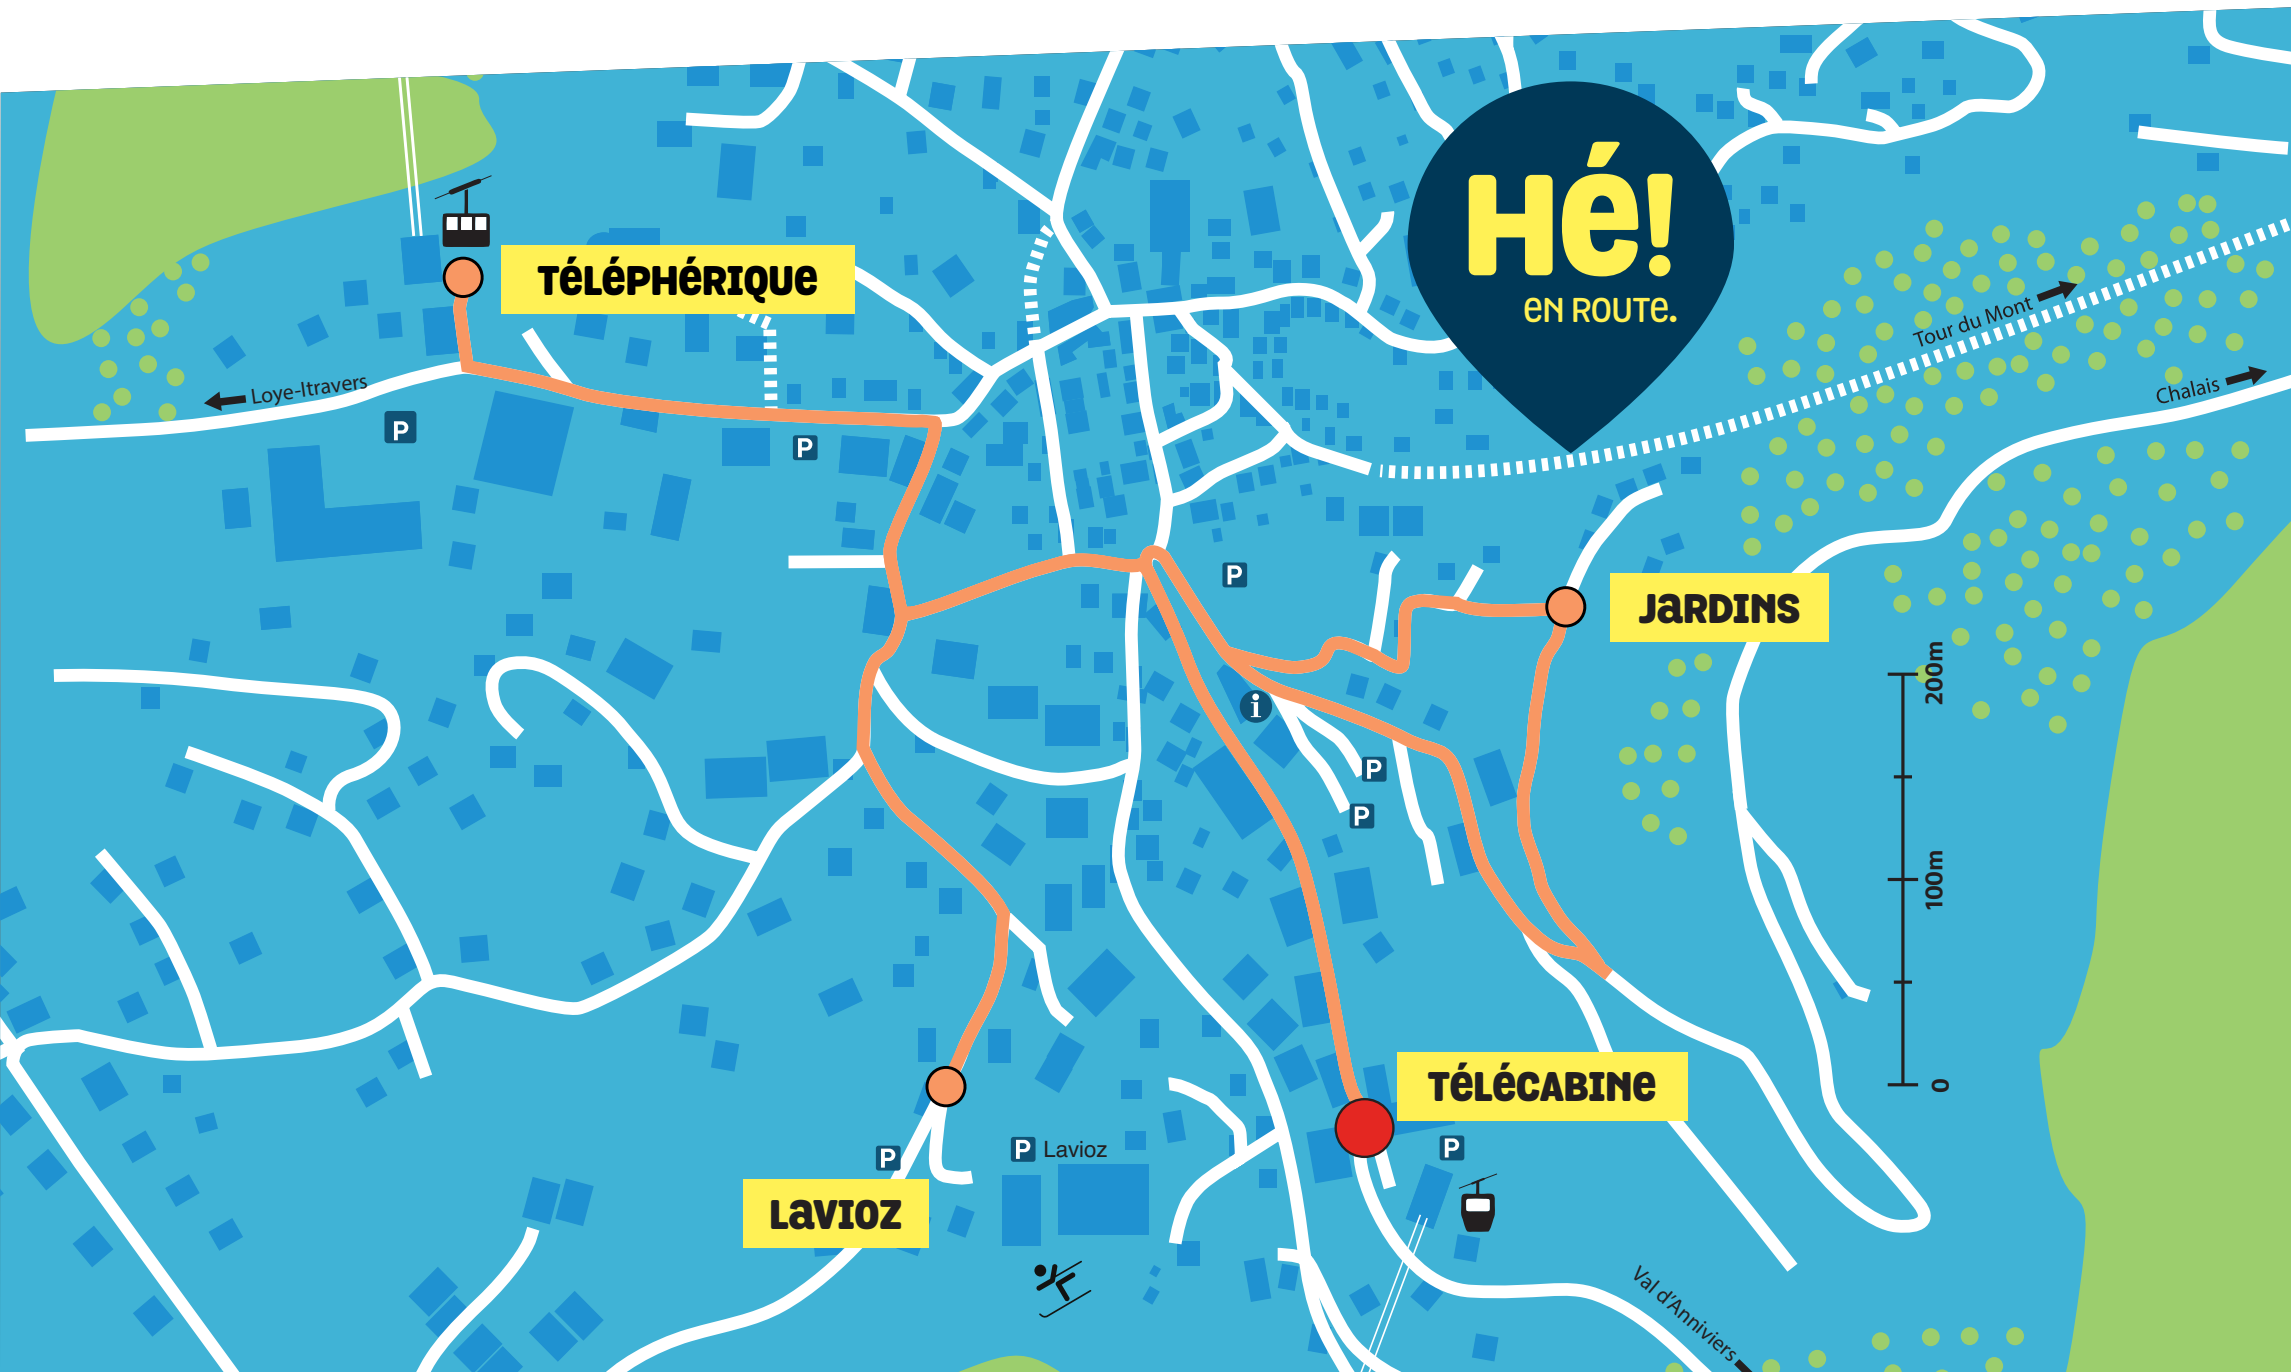 Hé!
en route.
TéLéPHéRIQUe
Tour du Mont
Loye-Itravers
Chalais
P
P
P
JaRDINS
200m
i
P
P
100m
TéLéCABINe
0
P
P
Lavioz
P
LaVIOZ
Val d'Anniviers